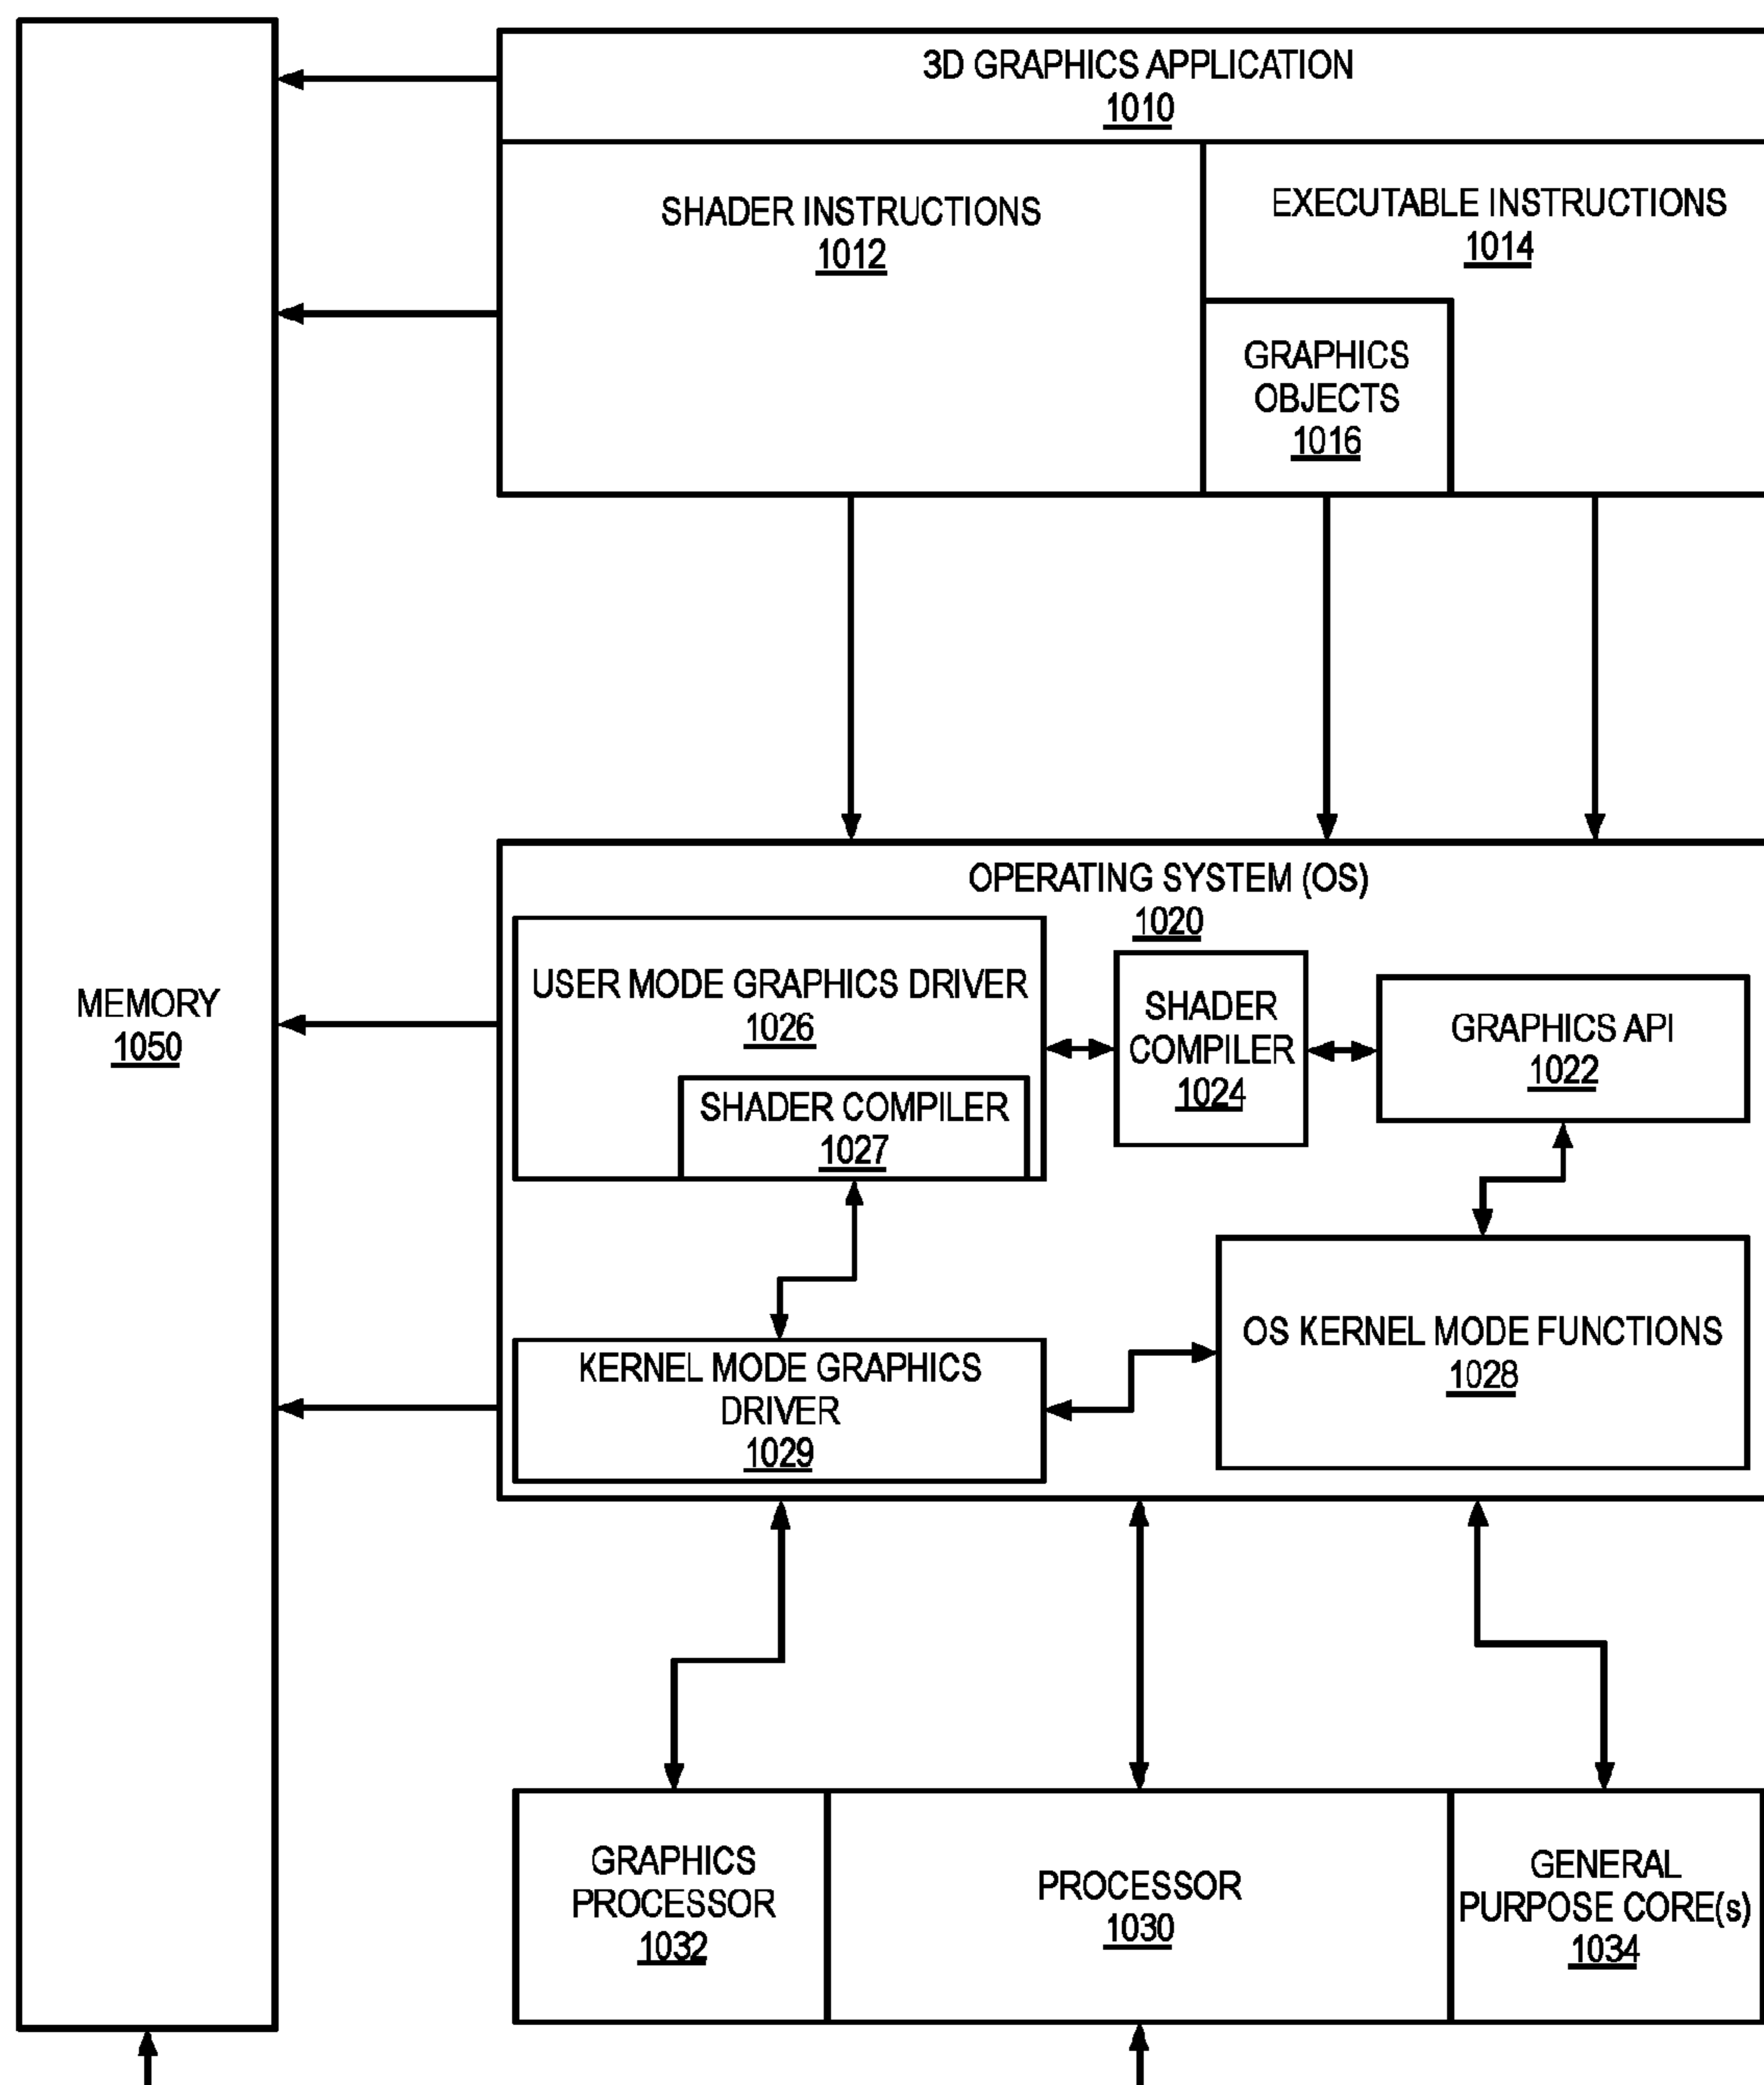 3D GRAPHICS APPLICATION
1010
SHADER INSTRUCTIONS
1012
EXECUTABLE INSTRUCTIONS
1014
GRAPHICS
OBJECTS
1016
MEMORY
1050
OPERATING SYSTEM (OS)
1020
USER MODE GRAPHICS DRIVER
1026
SHADER COMPILER
1027
SHADER
COMPILER
1024
GRAPHICS API
1022
KERNEL MODE GRAPHICS
DRIVER
1029
OS KERNEL MODE FUNCTIONS
1028
GRAPHICS
PROCESSOR
1032
PROCESSOR
1030
GENERAL
PURPOSE CORE(s)
1034